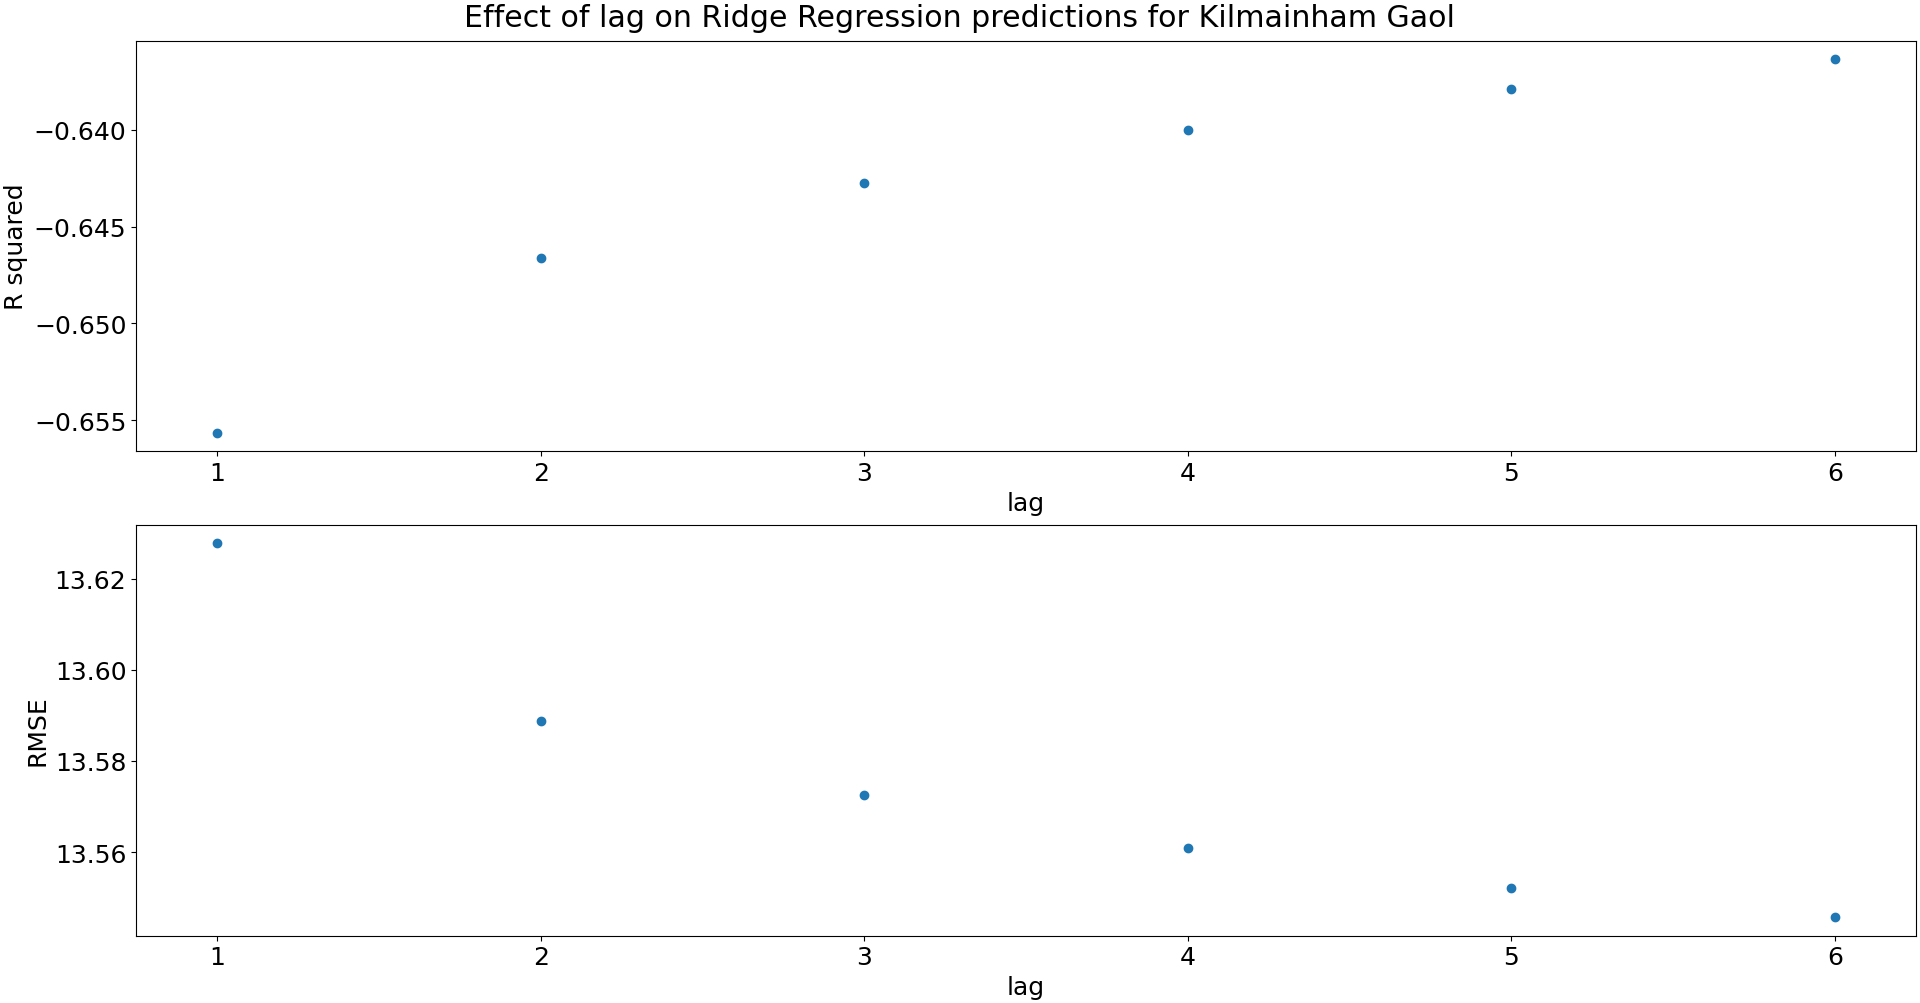 Effect of lag on Ridge Regression predictions for Kilmainham Gaol
R squared
−0.640
−0.645
−0.650
−0.655
1 2 3 4 5 6
lag
RMSE
13.62
13.60
13.58
13.56
1 2 3 4 5 6
lag